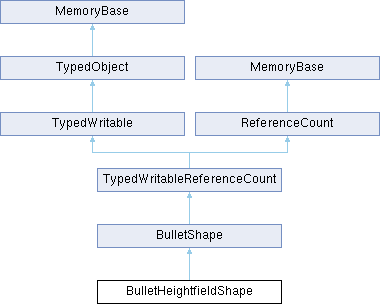 MemoryBase
TypedObject
MemoryBase
TypedWritable
ReferenceCount
TypedWritableReferenceCount
BulletShape
BulletHeightfieldShape